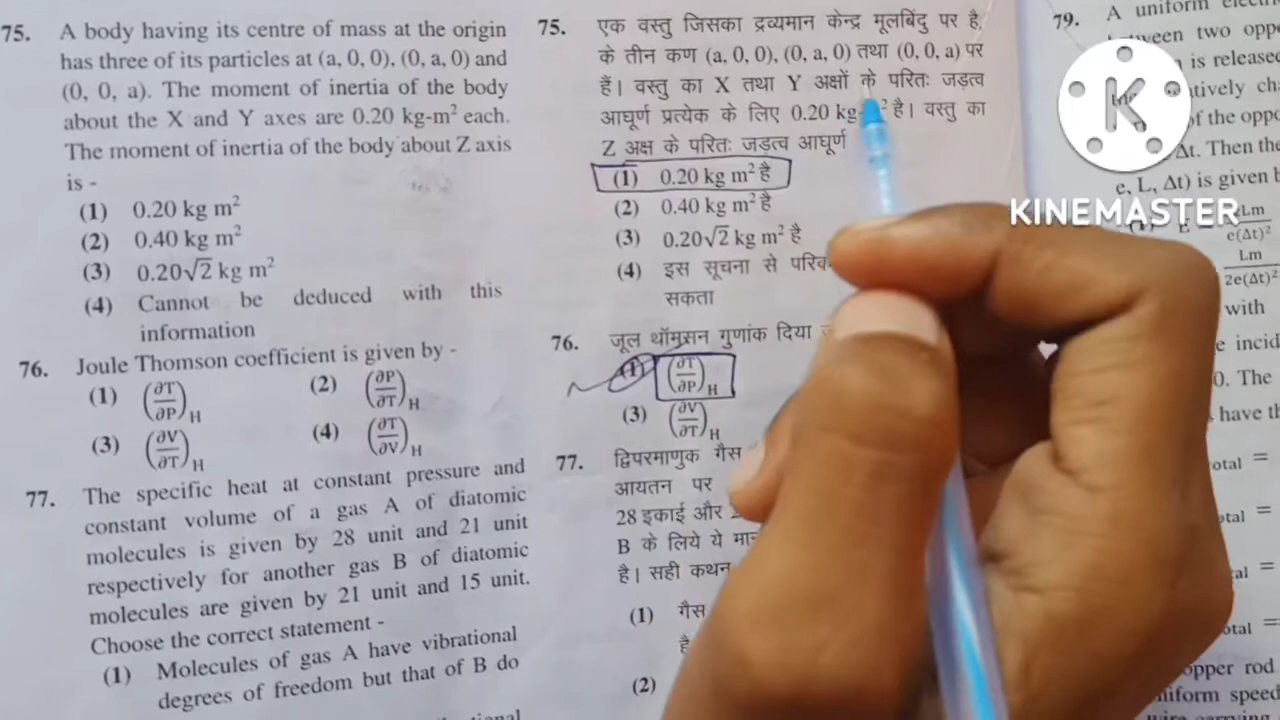 75. A body having its centre of mass at the origin
has three of its particles at (a, 0, 0), (0, a, 0) and
(0, 0, a). The moment of inertia of the body
about the X and Y axes are 0.20 kg-m² each.
The moment of inertia of the body about Z axis
is -
(1) 0.20 kg m²
(2) 0.40 kg m²
(3) 0.20√2 kg m²
(4) Cannot be deduced with this
information
76. Joule Thomson coefficient is given by -
(1) (∂T/∂P)H (2) (∂P/∂T)H
(3) (∂V/∂T)H (4) (∂T/∂V)H
77. The specific heat at constant pressure and
constant volume of a gas A of diatomic
molecules is given by 28 unit and 21 unit
respectively for another gas B of diatomic
molecules are given by 21 unit and 15 unit.
Choose the correct statement -
(1) Molecules of gas A have vibrational
degrees of freedom but that of B do
75. एक वस्तु जिसका द्रव्यमान केन्द्र मूलबिंदु पर है,
के तीन कण (a, 0, 0), (0, a, 0) तथा (0, 0, a) पर
हैं। वस्तु का X तथा Y अक्षों के परितः जड़त्व
आघूर्ण प्रत्येक के लिए 0.20 kg-m² है। वस्तु का
Z अक्ष के परितः जड़त्व आघूर्ण
(1) 0.20 kg m² है
(2) 0.40 kg m² है
(3) 0.20√2 kg m² है
(4) इस सूचना से
सकता
76. जूल थॉमसन गुणांक दिया
(1) (∂T/∂P)H
(3) (∂V/∂T)H
77. द्विपरमाणुक गैस
आयतन पर
28 इकाई और
B के लिये ये
है। सही कथन
(1) गैस
(2)
79. A uniform
two
is released
of the
Δt. Then the
e, L, Δt) is given
E Lm/e(Δt)²
Lm/2e(Δt)²
with
0. The
have
=
=
=
=
rod
speed
KINEMASTER